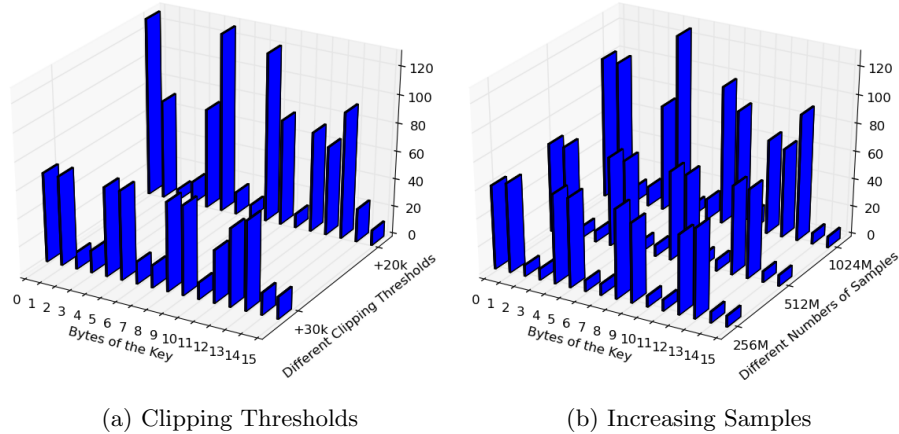 120
100
80
60
40
20
0
+20k
+30k
Different Clipping Thresholds
0 1 2 3 4 5 6 7 8 9 10 11 12 13 14 15
Bytes of the Key
(a) Clipping Thresholds
120
100
80
60
40
20
0
1024M
512M
256M
Different Numbers of Samples
0 1 2 3 4 5 6 7 8 9 10 11 12 13 14 15
Bytes of the Key
(b) Increasing Samples